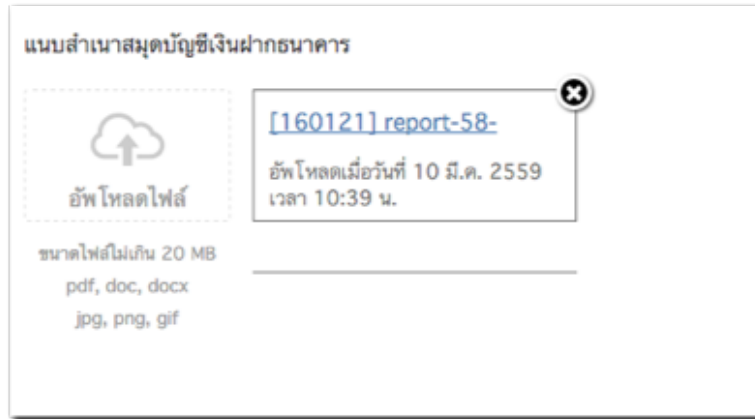 แนบสำเนาสมุดบัญชีเงินฝากธนาคาร
อัพโหลดไฟล์
ขนาดไฟล์ไม่เกิน 20 MB
pdf, doc, docx
jpg, png, gif
[160121] report-58-
อัพโหลดเมื่อวันที่ 10 มี.ค. 2559
เวลา 10:39 น.